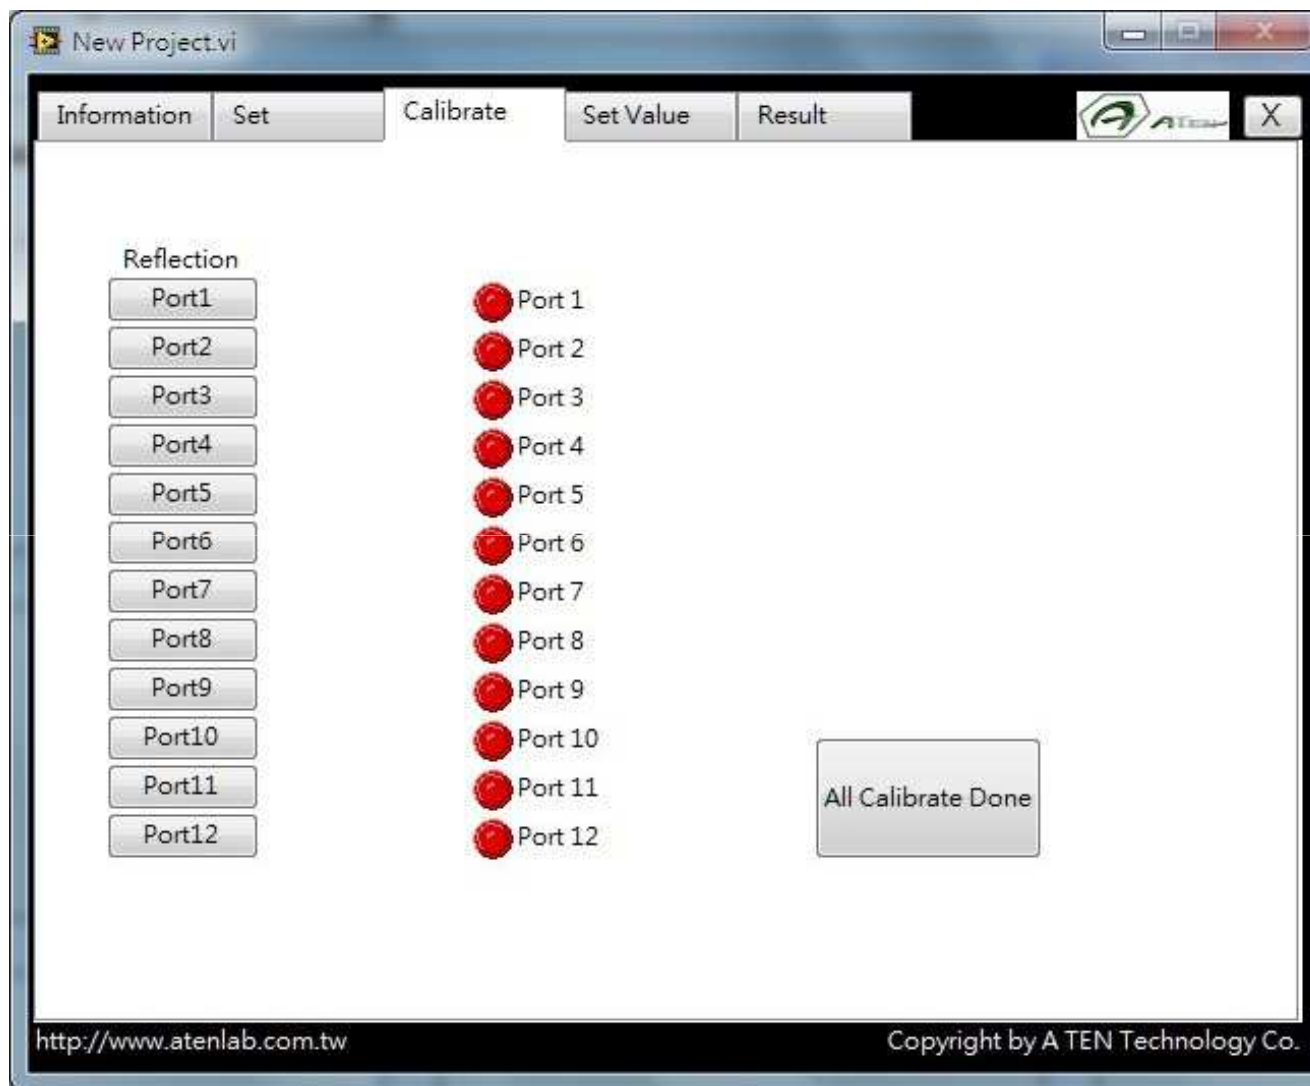 New Project.vi
Information
Set
Calibrate
Set Value
Result
ATEN
X
Reflection
Port1
Port2
Port3
Port4
Port5
Port6
Port7
Port8
Port9
Port10
Port11
Port12
Port 1
Port 2
Port 3
Port 4
Port 5
Port 6
Port 7
Port 8
Port 9
Port 10
Port 11
Port 12
All Calibrate Done
http://www.atenlab.com.tw
Copyright by A TEN Technology Co.